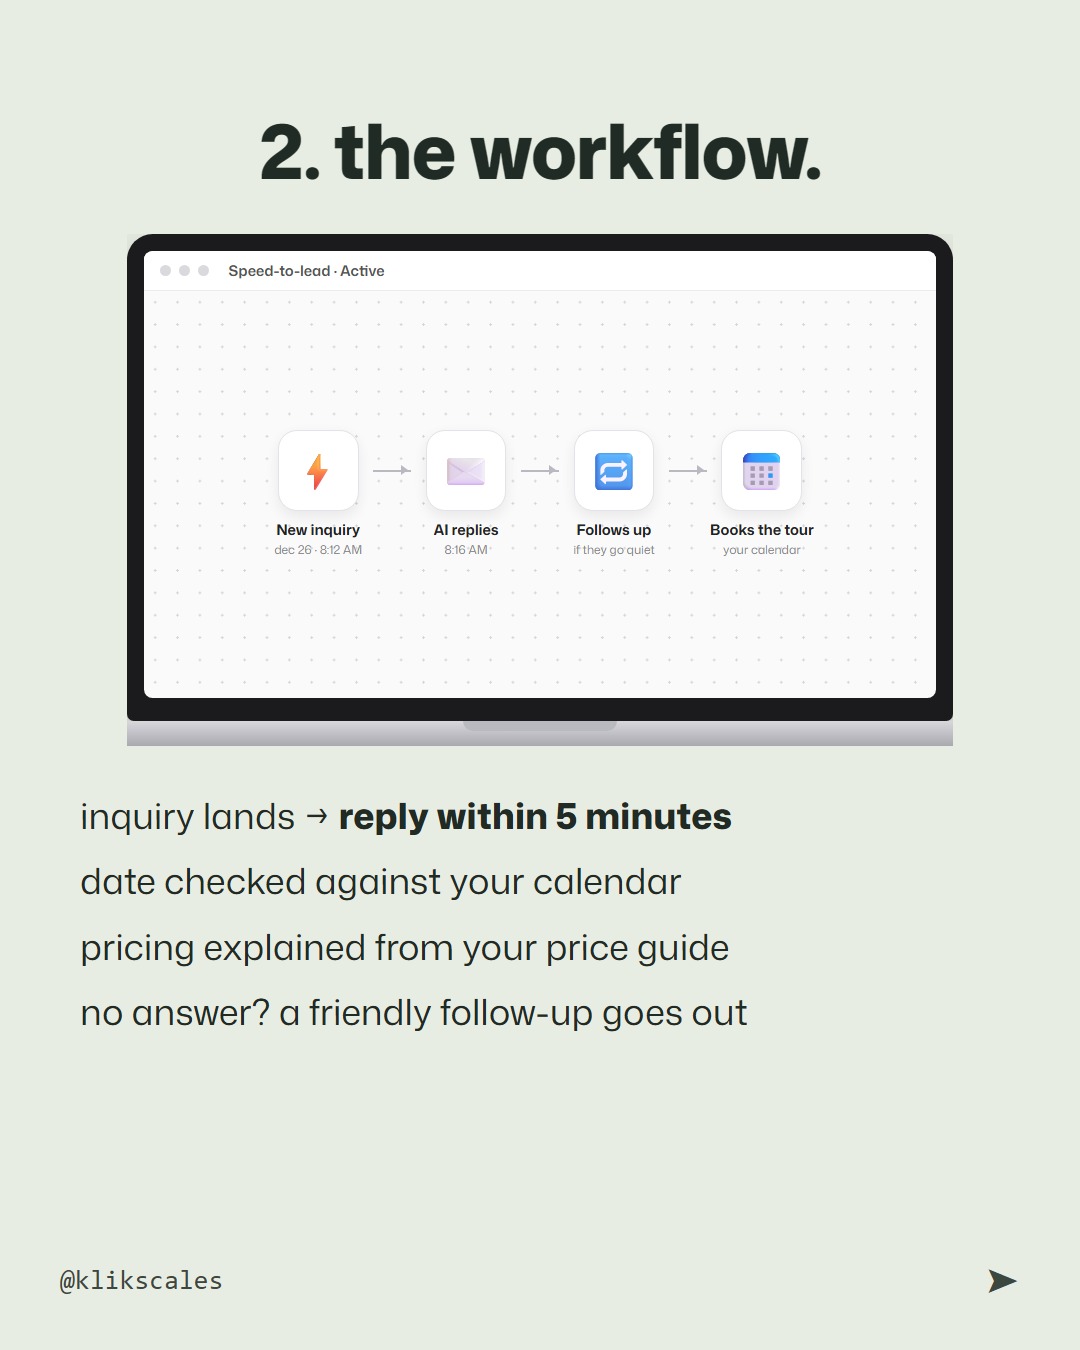 2. the workflow.
Speed-to-lead · Active
New inquiry
dec 26 · 8:12 AM
AI replies
8:16 AM
Follows up
if they go quiet
Books the tour
your calendar
inquiry lands → reply within 5 minutes
date checked against your calendar
pricing explained from your price guide
no answer? a friendly follow-up goes out
@klikscales